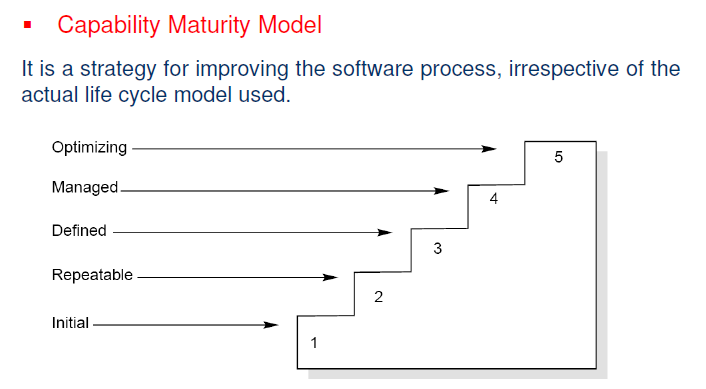 Capability Maturity Model
It is a strategy for improving the software process, irrespective of the
actual life cycle model used.
Optimizing
5
Managed
4
Defined
3
Repeatable
2
Initial
1